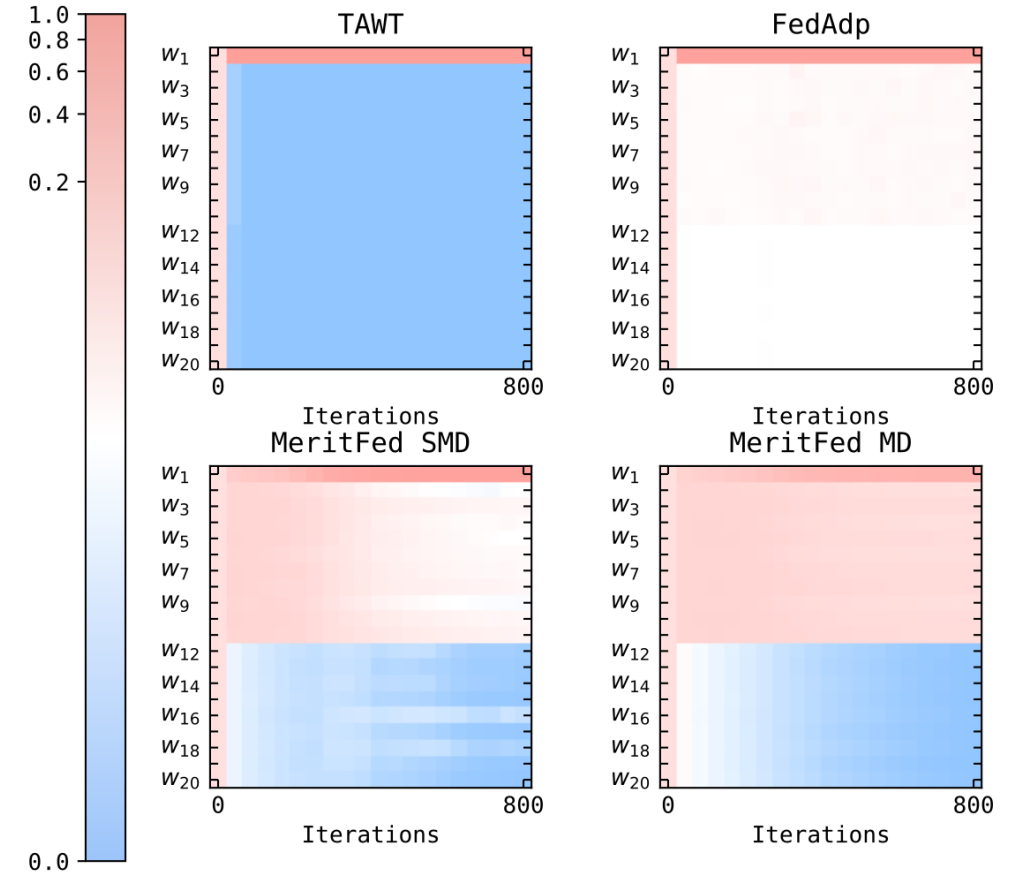 1.0
0.8
0.6
0.4
0.2
0.0
TAWT
w1
w3
w5
w7
w9
w12
w14
w16
w18
w20
0 800
Iterations
FedAdp
w1
w3
w5
w7
w9
w12
w14
w16
w18
w20
0 800
Iterations
MeritFed SMD
w1
w3
w5
w7
w9
w12
w14
w16
w18
w20
0 800
Iterations
MeritFed MD
w1
w3
w5
w7
w9
w12
w14
w16
w18
w20
0 800
Iterations